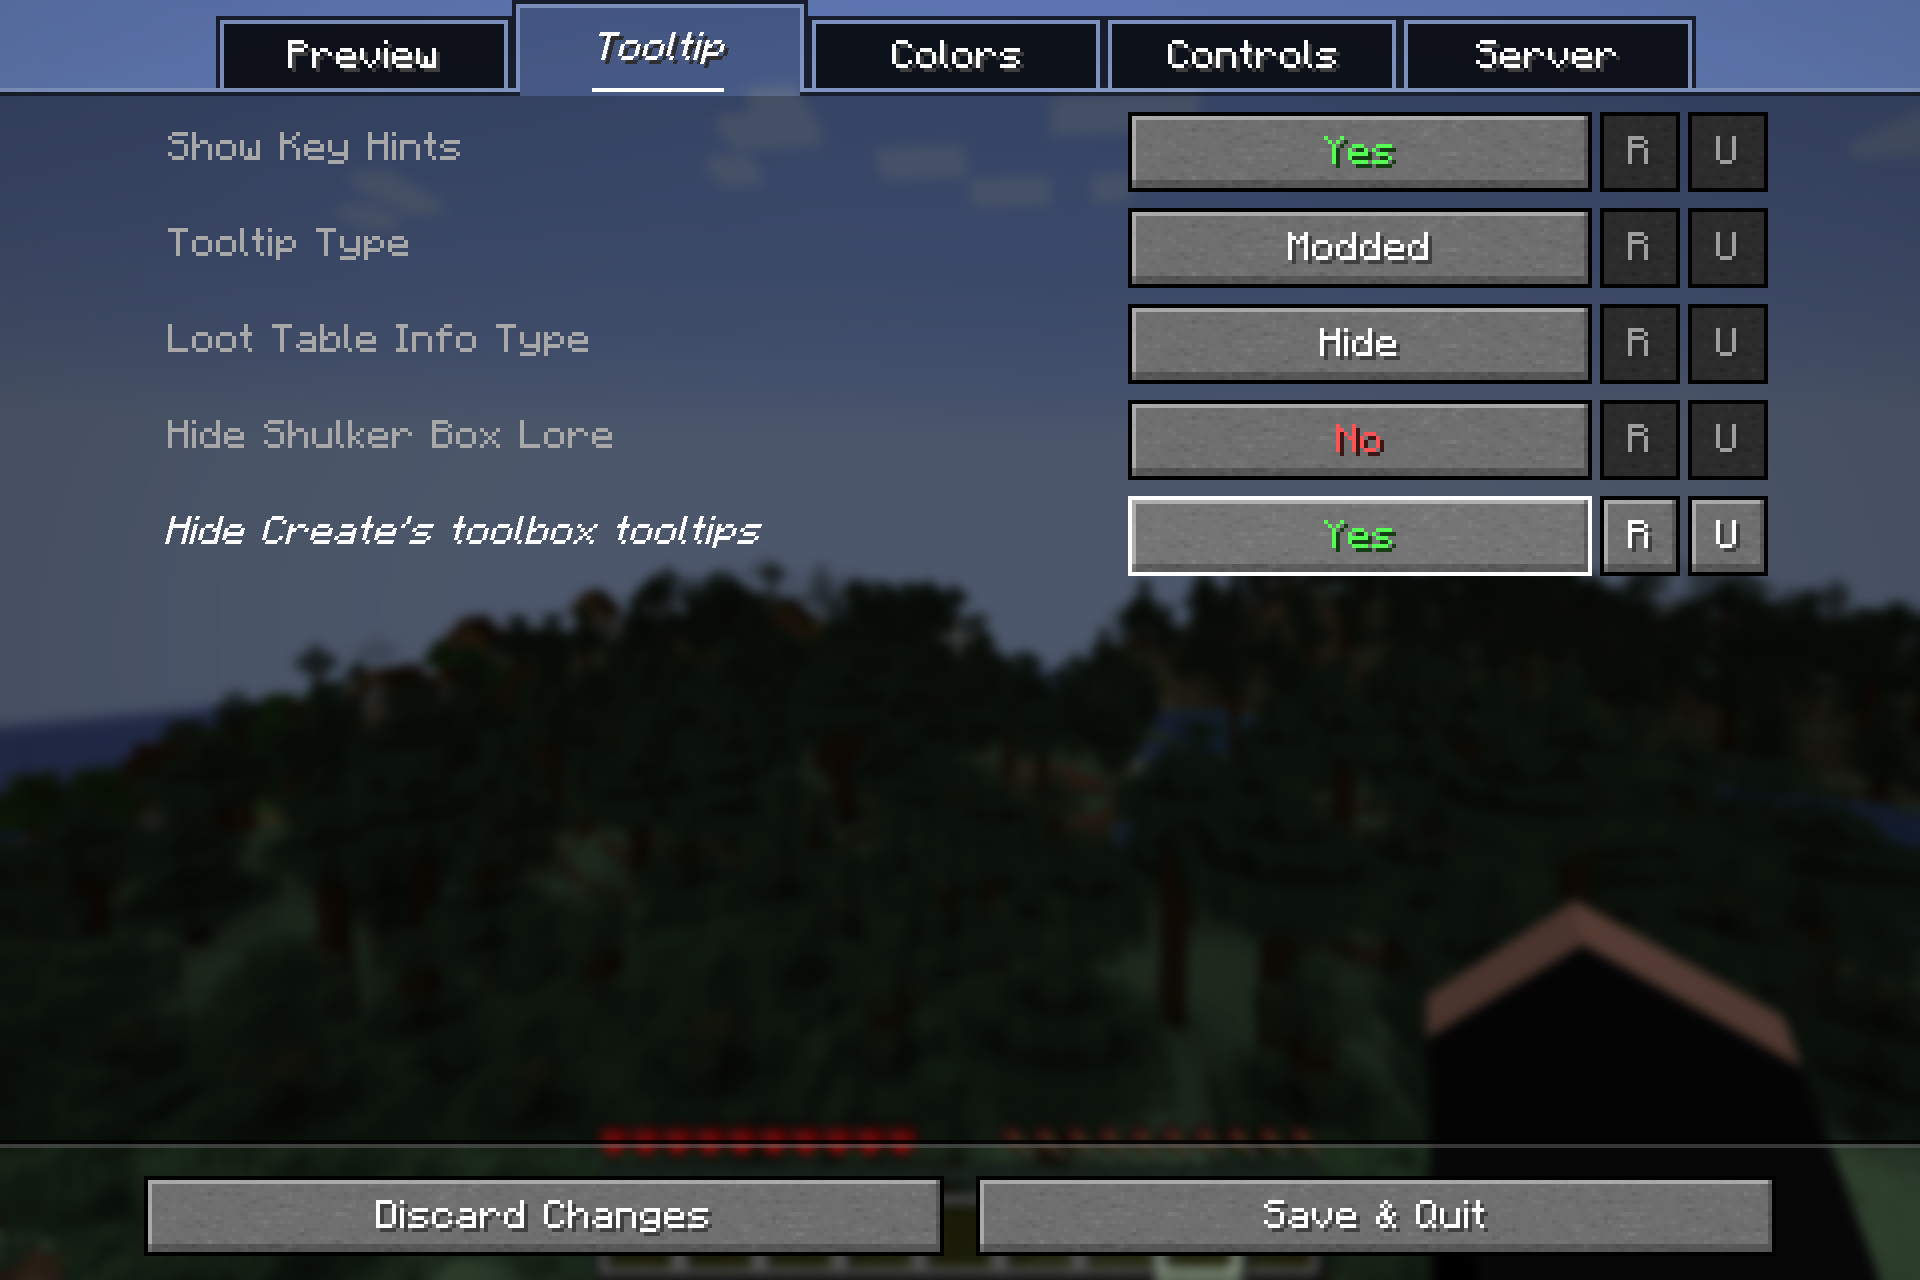 Preview Tooltip Colors Controls Server
Show Key Hints Yes R U
Tooltip Type Modded R U
Loot Table Info Type Hide R U
Hide Shulker Box Lore No R U
Hide Create's toolbox tooltips Yes R U
Discard Changes Save & Quit